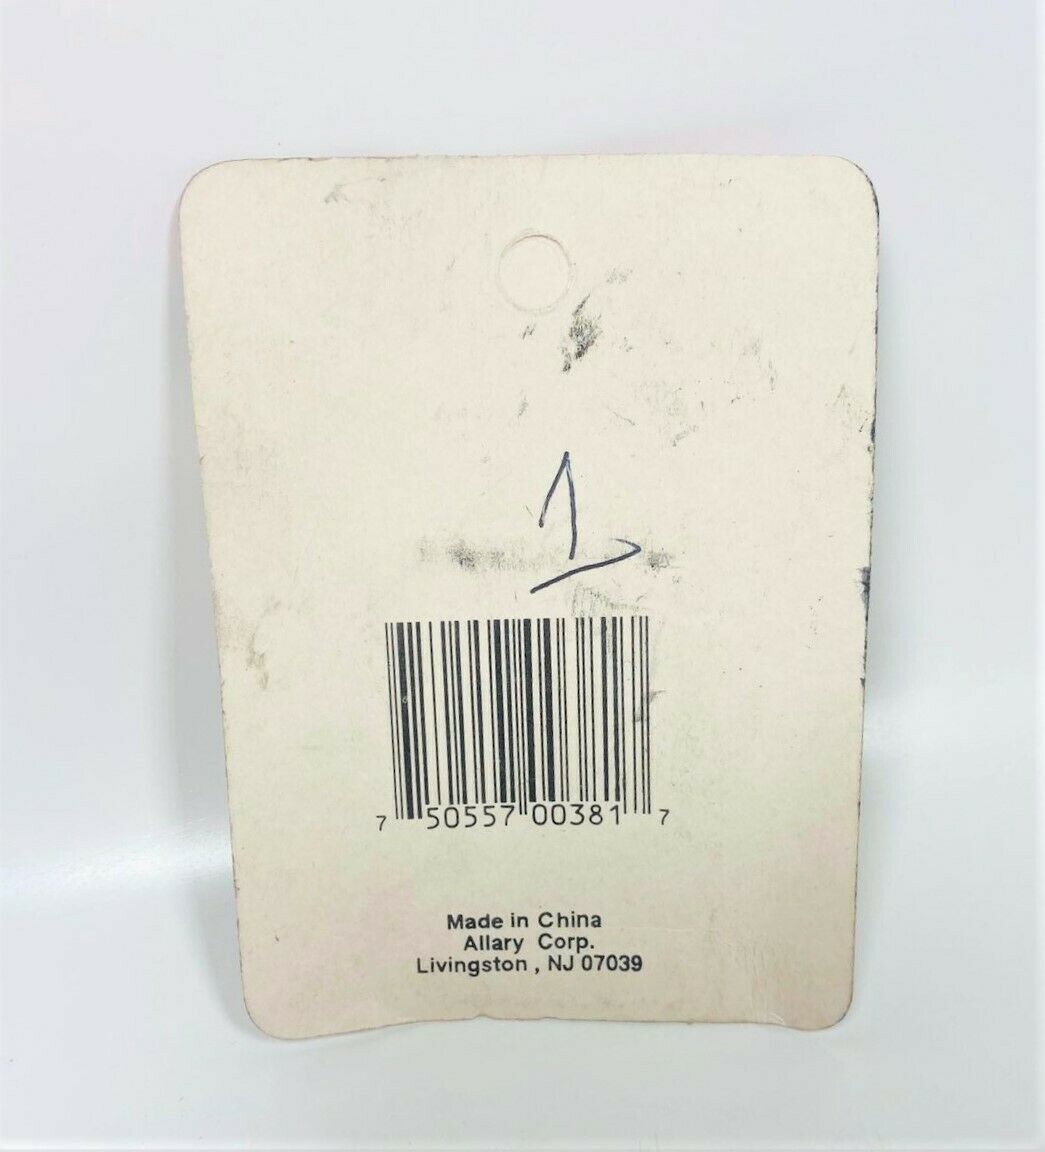 1
7 50557 00381 7
Made in China
Allary Corp.
Livingston, NJ 07039